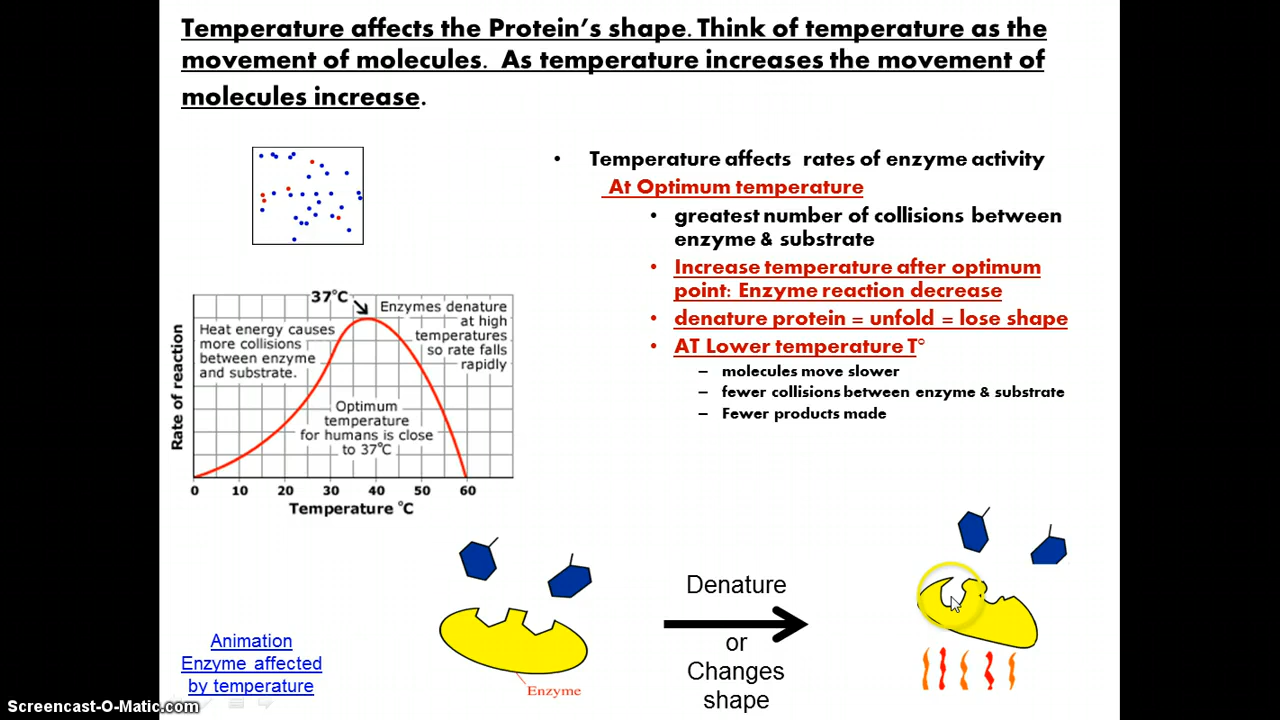 Temperature affects the Protein's shape. Think of temperature as the
movement of molecules. As temperature increases the movement of
molecules increase.
• Temperature affects rates of enzyme activity
At Optimum temperature
• greatest number of collisions between
enzyme & substrate
• Increase temperature after optimum
point: Enzyme reaction decrease
• denature protein = unfold = lose shape
• AT Lower temperature T°
– molecules move slower
– fewer collisions between enzyme & substrate
– Fewer products made
37°C
Enzymes denature
at high
temperatures
so rate falls
rapidly
Heat energy causes
more collisions
between enzyme
and substrate.
Optimum
temperature
for humans is close
to 37°C
Rate of reaction
0 10 20 30 40 50 60
Temperature °C
Denature
or
Changes
shape
Enzyme
Animation
Enzyme affected
by temperature
Screencast-O-Matic.com